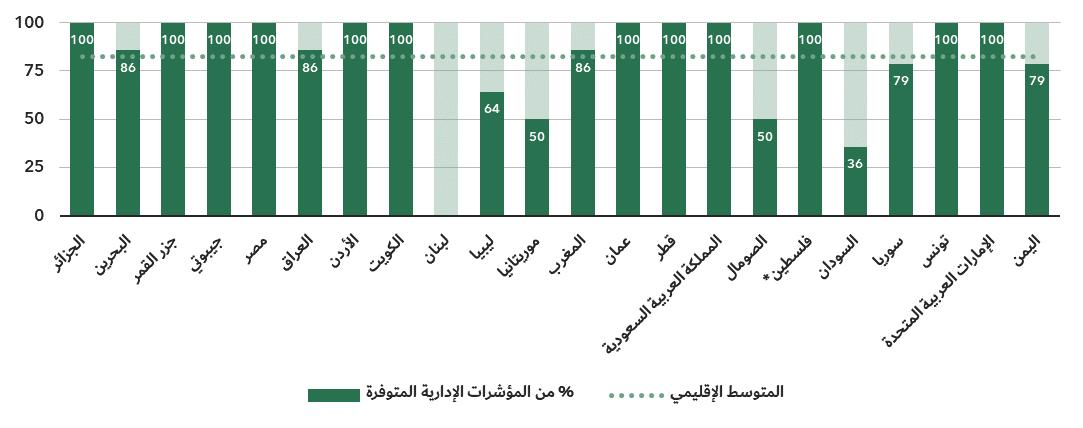 100
75
50
25
0
100
86
100
100
100
86
100
100
64
50
86
100
100
100
50
100
36
79
100
100
79
الجزائر
البحرين
جزر القمر
جيبوتي
مصر
العراق
الأردن
الكويت
لبنان
ليبيا
موريتانيا
المغرب
عمان
قطر
المملكة العربية السعودية
الصومال
فلسطين*
السودان
سوريا
تونس
الإمارات العربية المتحدة
اليمن
% من المؤشرات الإدارية المتوفرة
المتوسط الإقليمي